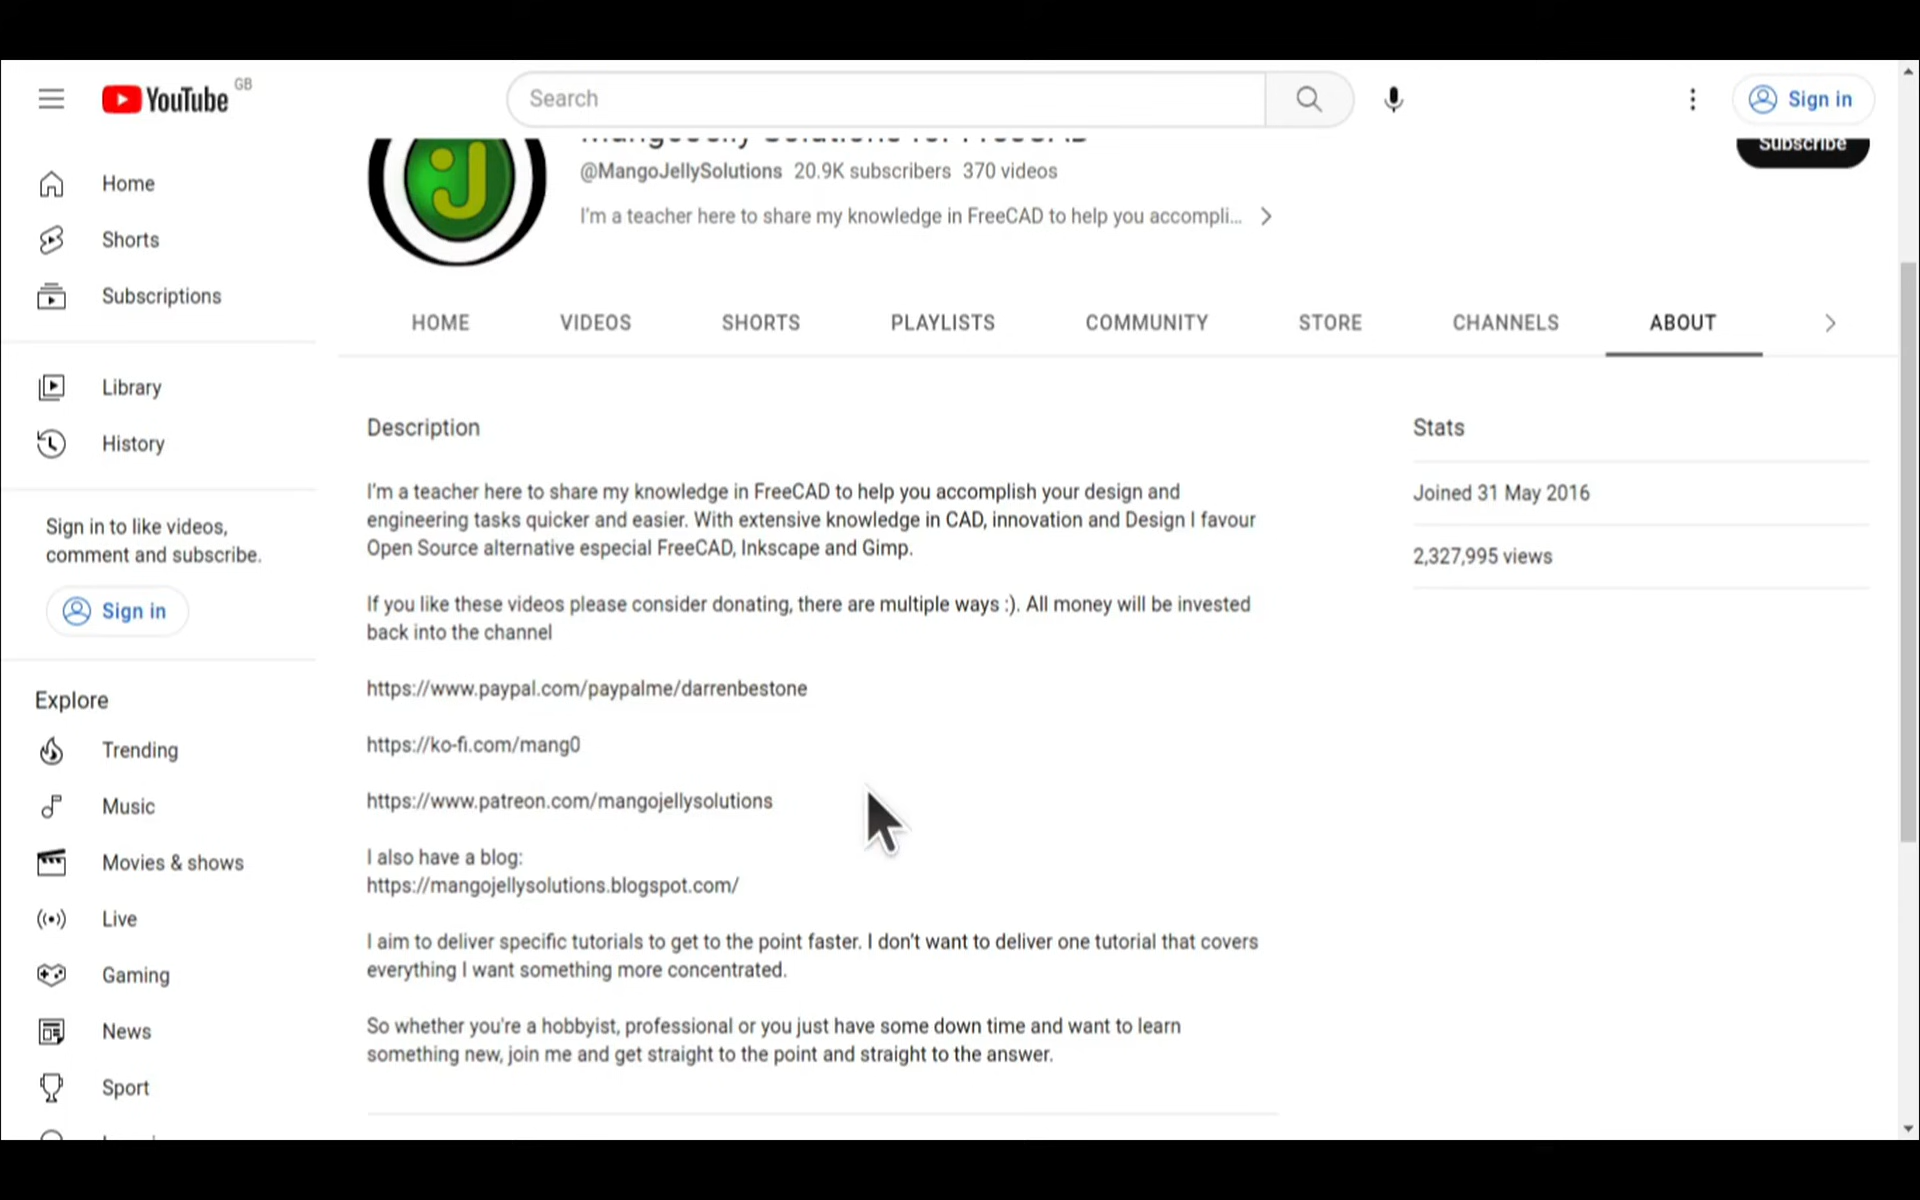 YouTube GB
Search
Sign in
MangoJelly Solutions for FreeCAD
Subscribe
@MangoJellySolutions 20.9K subscribers 370 videos
I'm a teacher here to share my knowledge in FreeCAD to help you accompli...
Home
Shorts
Subscriptions
Library
History
Sign in to like videos,
comment and subscribe.
Sign in
Explore
Trending
Music
Movies & shows
Live
Gaming
News
Sport
HOME VIDEOS SHORTS PLAYLISTS COMMUNITY STORE CHANNELS ABOUT
Description
I'm a teacher here to share my knowledge in FreeCAD to help you accomplish your design and
engineering tasks quicker and easier. With extensive knowledge in CAD, innovation and Design I favour
Open Source alternative especial FreeCAD, Inkscape and Gimp.
If you like these videos please consider donating, there are multiple ways :). All money will be invested
back into the channel
https://www.paypal.com/paypalme/darrenbestone
https://ko-fi.com/mang0
https://www.patreon.com/mangojellysolutions
I also have a blog:
https://mangojellysolutions.blogspot.com/
I aim to deliver specific tutorials to get to the point faster. I don't want to deliver one tutorial that covers
everything I want something more concentrated.
So whether you're a hobbyist, professional or you just have some down time and want to learn
something new, join me and get straight to the point and straight to the answer.
Stats
Joined 31 May 2016
2,327,995 views